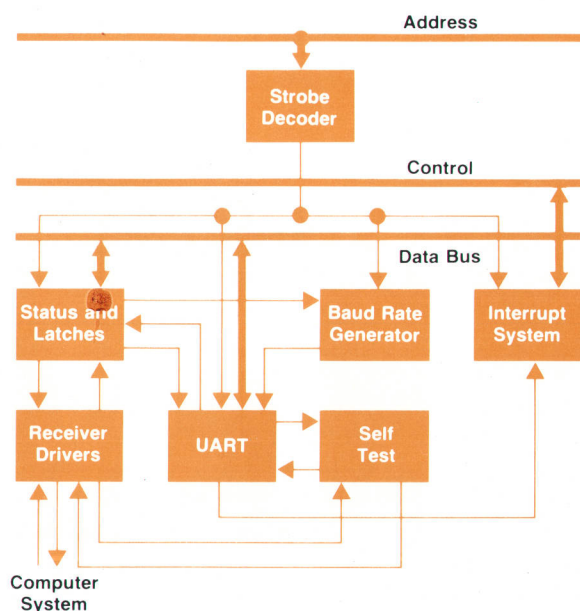 Address
Strobe
Decoder
Control
Data Bus
Status and
Latches
Baud Rate
Generator
Interrupt
System
Receiver
Drivers
UART
Self
Test
Computer
System